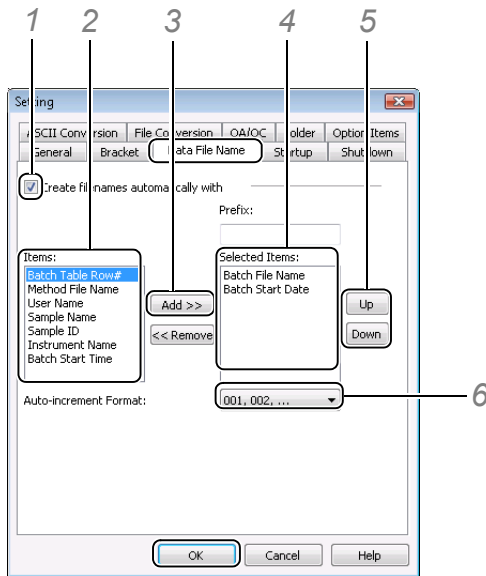 1 2 3 4 5
Setting
ASCII Conversion File Conversion QA/QC Folder Option Items
General Bracket Data File Name Startup Shutdown
Create filenames automatically with
Prefix:
Items:
Selected Items:
Batch Table Row#
Method File Name
User Name
Sample Name
Sample ID
Instrument Name
Batch Start Time
Add >>
<< Remove
Batch File Name
Batch Start Date
Up
Down
Auto-increment Format:
001, 002, ...
6
OK Cancel Help